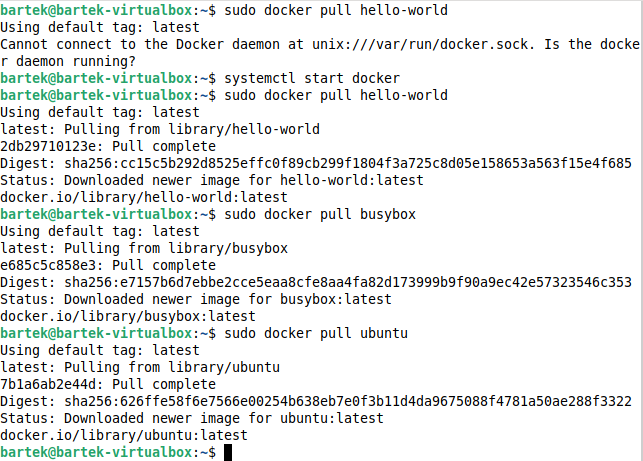 bartek@bartek-virtualbox:~$ sudo docker pull hello-world
Using default tag: latest
Cannot connect to the Docker daemon at unix:///var/run/docker.sock. Is the docke
r daemon running?
bartek@bartek-virtualbox:~$ systemctl start docker
bartek@bartek-virtualbox:~$ sudo docker pull hello-world
Using default tag: latest
latest: Pulling from library/hello-world
2db29710123e: Pull complete
Digest: sha256:cc15c5b292d8525effc0f89cb299f1804f3a725c8d05e158653a563f15e4f685
Status: Downloaded newer image for hello-world:latest
docker.io/library/hello-world:latest
bartek@bartek-virtualbox:~$ sudo docker pull busybox
Using default tag: latest
latest: Pulling from library/busybox
e685c5c858e3: Pull complete
Digest: sha256:e7157b6d7ebbe2cce5eaa8cfe8aa4fa82d173999b9f90a9ec42e57323546c353
Status: Downloaded newer image for busybox:latest
docker.io/library/busybox:latest
bartek@bartek-virtualbox:~$ sudo docker pull ubuntu
Using default tag: latest
latest: Pulling from library/ubuntu
7b1a6ab2e44d: Pull complete
Digest: sha256:626ffe58f6e7566e00254b638eb7e0f3b11d4da9675088f4781a50ae288f3322
Status: Downloaded newer image for ubuntu:latest
docker.io/library/ubuntu:latest
bartek@bartek-virtualbox:~$